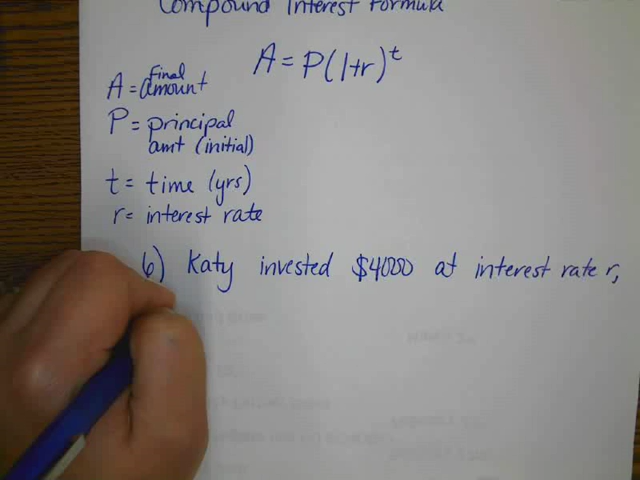 Compound Interest Formula
A = P(1+r)^t
A = Final amount
P = principal
amt (initial)
t = time (yrs)
r = interest rate
6) Katy invested $4000 at interest rate r,